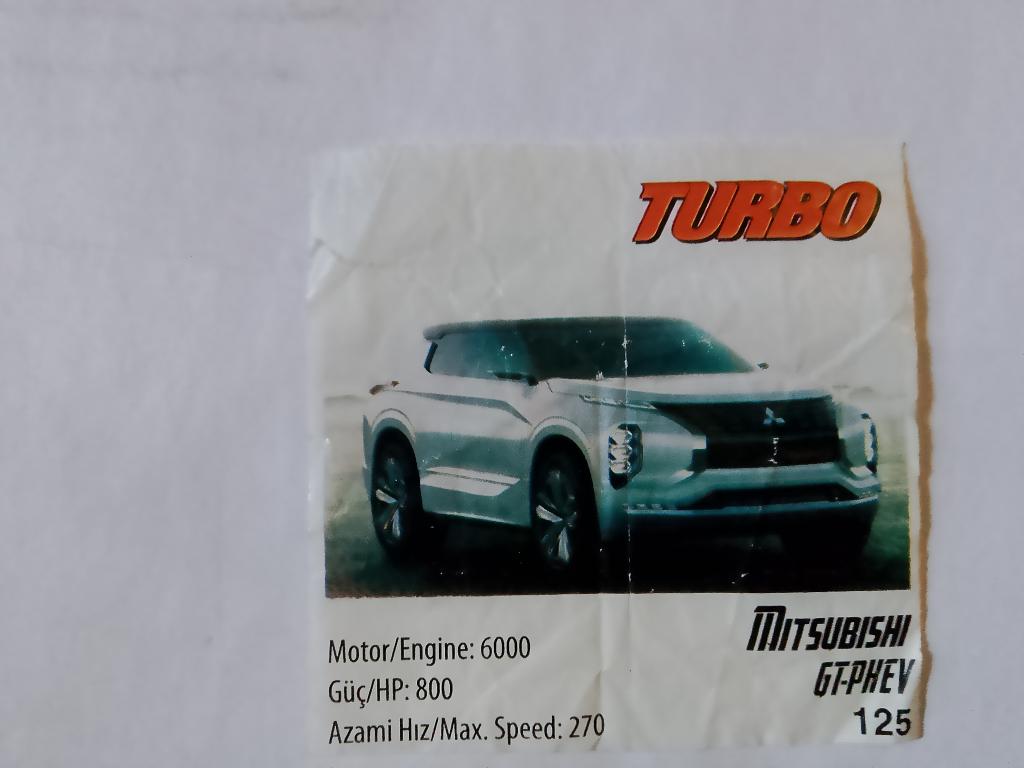 TURBO
Motor/Engine: 6000
Güç/HP: 800
Azami Hız/Max. Speed: 270
MITSUBISHI
GT-PHEV
125